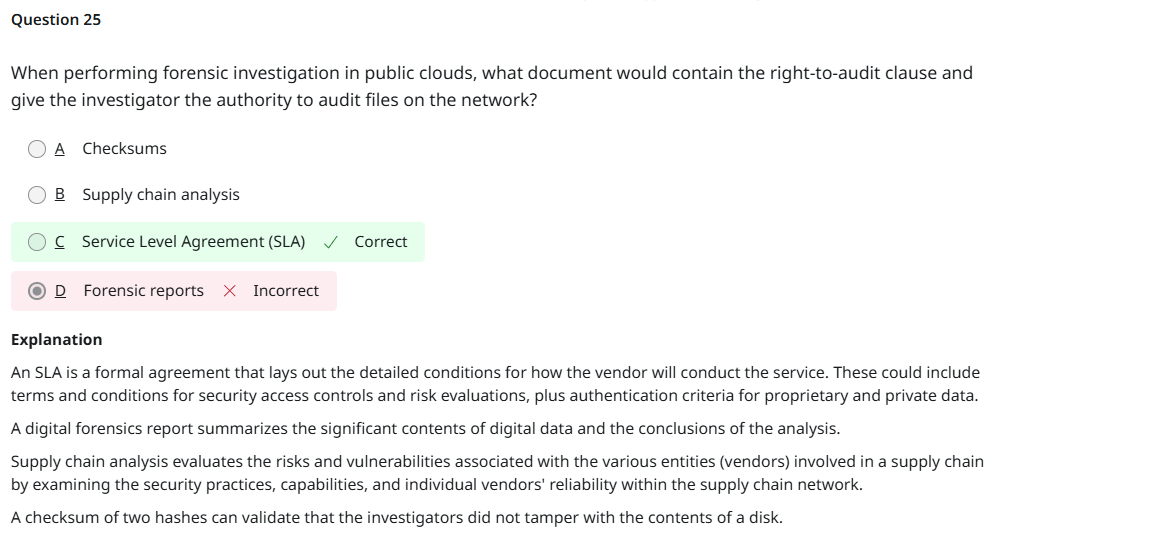 Question 25
When performing forensic investigation in public clouds, what document would contain the right-to-audit clause and
give the investigator the authority to audit files on the network?
A Checksums
B Supply chain analysis
C Service Level Agreement (SLA) ✓ Correct
D Forensic reports ✕ Incorrect
Explanation
An SLA is a formal agreement that lays out the detailed conditions for how the vendor will conduct the service. These could include
terms and conditions for security access controls and risk evaluations, plus authentication criteria for proprietary and private data.
A digital forensics report summarizes the significant contents of digital data and the conclusions of the analysis.
Supply chain analysis evaluates the risks and vulnerabilities associated with the various entities (vendors) involved in a supply chain
by examining the security practices, capabilities, and individual vendors' reliability within the supply chain network.
A checksum of two hashes can validate that the investigators did not tamper with the contents of a disk.